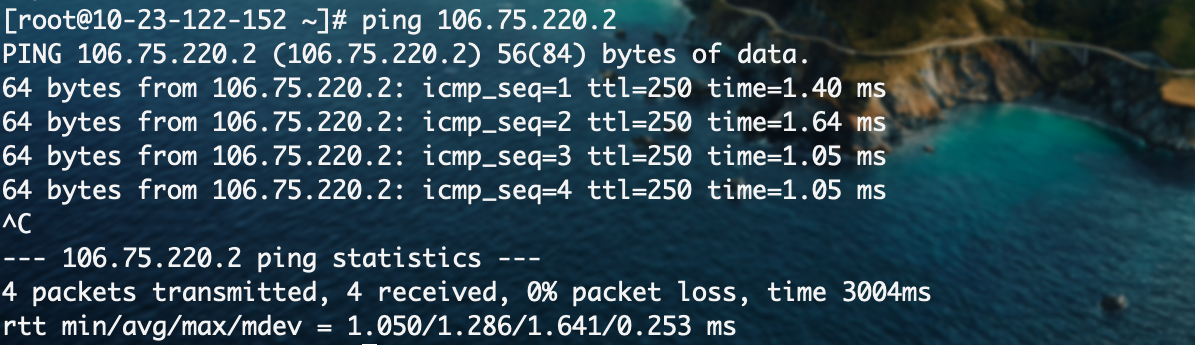 [root@10-23-122-152 ~]# ping 106.75.220.2
PING 106.75.220.2 (106.75.220.2) 56(84) bytes of data.
64 bytes from 106.75.220.2: icmp_seq=1 ttl=250 time=1.40 ms
64 bytes from 106.75.220.2: icmp_seq=2 ttl=250 time=1.64 ms
64 bytes from 106.75.220.2: icmp_seq=3 ttl=250 time=1.05 ms
64 bytes from 106.75.220.2: icmp_seq=4 ttl=250 time=1.05 ms
^C
--- 106.75.220.2 ping statistics ---
4 packets transmitted, 4 received, 0% packet loss, time 3004ms
rtt min/avg/max/mdev = 1.050/1.286/1.641/0.253 ms